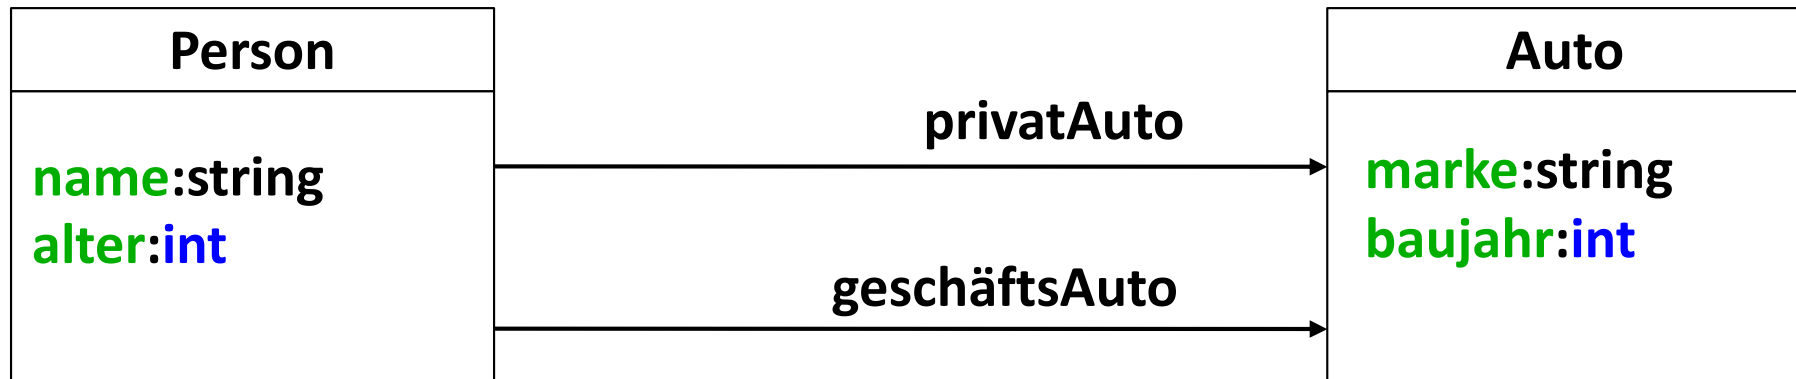 Person
name:string
alter:int
privatAuto
geschäftsAuto
Auto
marke:string
baujahr:int